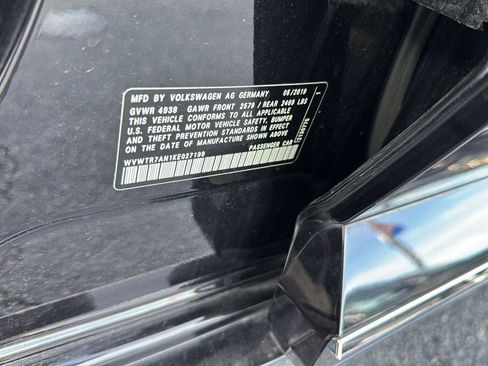 MFD. BY VOLKSWAGEN AG GERMANY 06/2018
GVWR 4938 GAWR FRONT 2579 / REAR 2469 LBS
THIS VEHICLE CONFORMS TO ALL APPLICABLE
U.S. FEDERAL MOTOR VEHICLE SAFETY, BUMPER
AND THEFT PREVENTION STANDARDS IN EFFECT
ON THE DATE OF MANUFACTURE SHOWN ABOVE
WVWTR7AN1KE027199 PASSENGER CAR